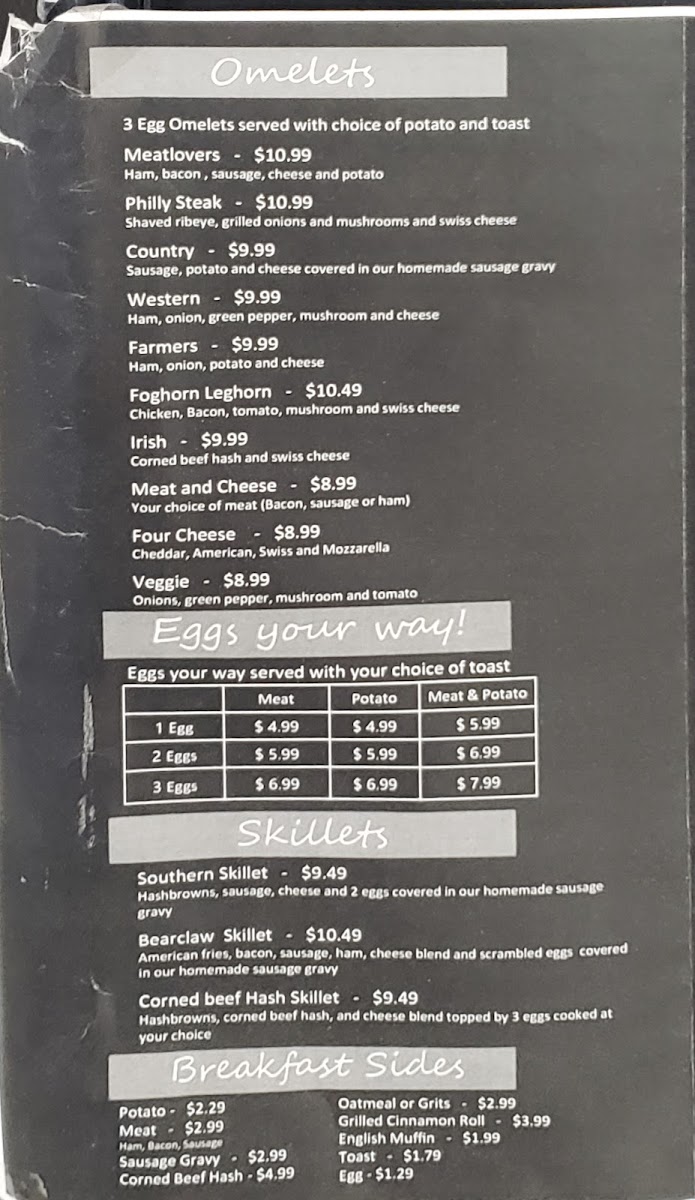 Omelets
3 Egg Omelets served with choice of potato and toast
Meatlovers - $10.99
Ham, bacon , sausage, cheese and potato
Philly Steak - $10.99
Shaved ribeye, grilled onions and mushrooms and swiss cheese
Country - $9.99
Sausage, potato and cheese covered in our homemade sausage gravy
Western - $9.99
Ham, onion, green pepper, mushroom and cheese
Farmers - $9.99
Ham, onion, potato and cheese
Foghorn Leghorn - $10.49
Chicken, Bacon, tomato, mushroom and swiss cheese
Irish - $9.99
Corned beef hash and swiss cheese
Meat and Cheese - $8.99
Your choice of meat (Bacon, sausage or ham)
Four Cheese - $8.99
Cheddar, American, Swiss and Mozzarella
Veggie - $8.99
Onions, green pepper, mushroom and tomato
Eggs your way!
Eggs your way served with your choice of toast
Meat Potato Meat & Potato
1 Egg $ 4.99 $ 4.99 $ 5.99
2 Eggs $ 5.99 $ 5.99 $ 6.99
3 Eggs $ 6.99 $ 6.99 $ 7.99
Skillets
Southern Skillet - $9.49
Hashbrowns, sausage, cheese and 2 eggs covered in our homemade sausage
gravy
Bearclaw Skillet - $10.49
American fries, bacon, sausage, ham, cheese blend and scrambled eggs covered
in our homemade sausage gravy
Corned beef Hash Skillet - $9.49
Hashbrowns, corned beef hash, and cheese blend topped by 3 eggs cooked at
your choice
Breakfast Sides
Potato - $2.29
Meat - $2.99
Ham, Bacon, Sausage
Sausage Gravy - $2.99
Corned Beef Hash - $4.99
Oatmeal or Grits - $2.99
Grilled Cinnamon Roll - $3.99
English Muffin - $1.99
Toast - $1.79
Egg - $1.29